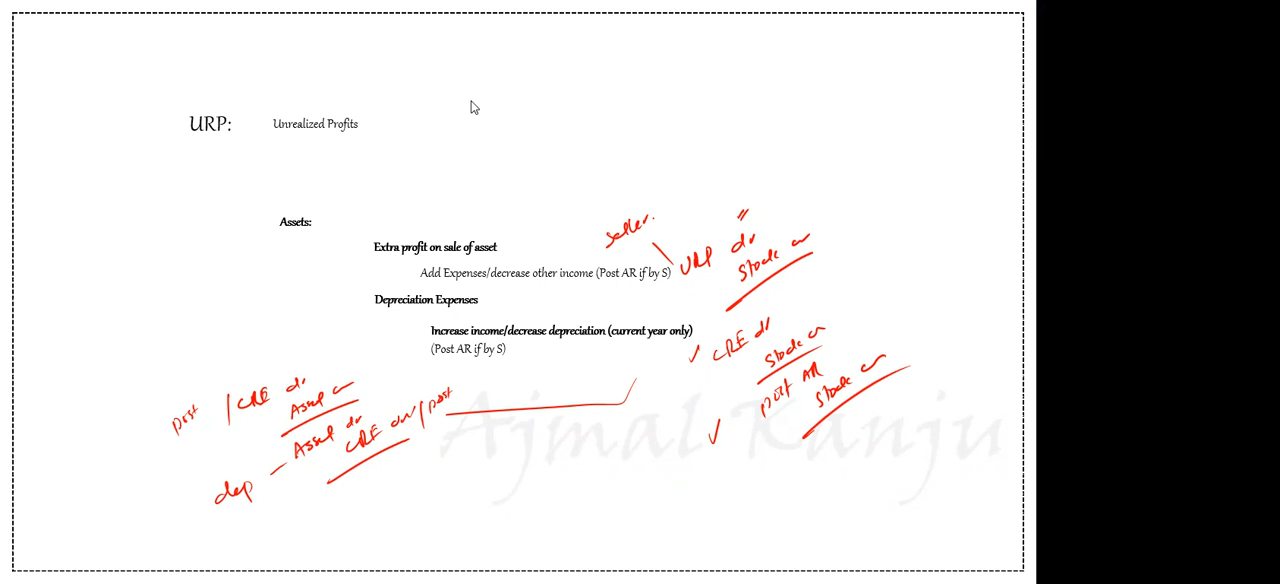 URP: Unrealized Profits
Assets:
seller.
Extra profit on sale of asset
URP dr
Stock cr
Add Expenses/decrease other income (Post AR if by S)
Depreciation Expenses
Increase income/decrease depreciation (current year only)
(Post AR if by S)
CRE dr
Stock cr
post AR
Stock cr
post / CRE dr
Asset cr
Asset dr
CRE cr / post
dep
Ajmal Kanju